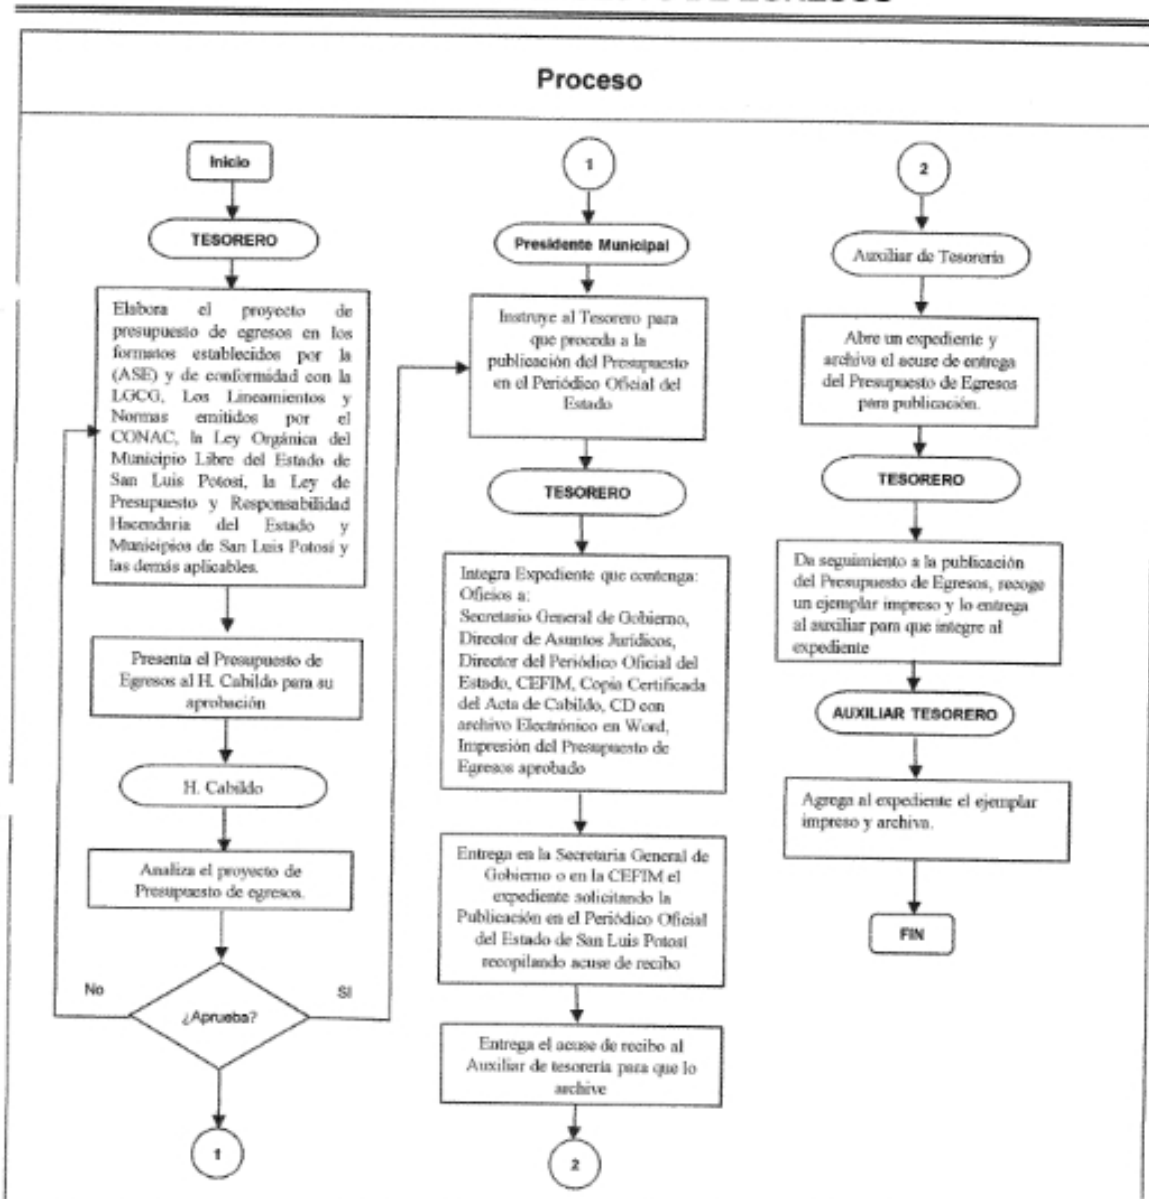 Proceso
Inicio
TESORERO
Elabora el proyecto de
presupuesto de egresos en los
formatos establecidos por la
(ASE) y de conformidad con la
LGCG, Los Lineamientos y
Normas emitidos por el
CONAC, la Ley Orgánica del
Municipio Libre del Estado de
San Luis Potosí, la Ley de
Presupuesto y Responsabilidad
Hacendaria del Estado y
Municipios de San Luis Potosí y
las demás aplicables.
Presenta el Presupuesto de
Egresos al H. Cabildo para su
aprobación
H. Cabildo
Analiza el proyecto de
Presupuesto de egresos.
No
¿Aprueba?
SI
1
1
Presidente Municipal
Instruye al Tesorero para
que proceda a la
publicación del Presupuesto
en el Periódico Oficial del
Estado
TESORERO
Integra Expediente que contenga:
Oficios a:
Secretario General de Gobierno,
Director de Asuntos Jurídicos,
Director del Periódico Oficial del
Estado, CEFIM, Copia Certificada
del Acta de Cabildo, CD con
archivo Electrónico en Word,
Impresión del Presupuesto de
Egresos aprobado
Entrega en la Secretaria General de
Gobierno o en la CEFIM el
expediente solicitando la
Publicación en el Periódico Oficial
del Estado de San Luis Potosí
recopilando acuse de recibo
Entrega el acuse de recibo al
Auxiliar de tesorería para que lo
archive
2
2
Auxiliar de Tesorería
Abre un expediente y
archiva el acuse de entrega
del Presupuesto de Egresos
para publicación.
TESORERO
Da seguimiento a la publicación
del Presupuesto de Egresos, recoge
un ejemplar impreso y lo entrega
al auxiliar para que integre al
expediente
AUXILIAR TESORERO
Agrega al expediente el ejemplar
impreso y archiva.
FIN